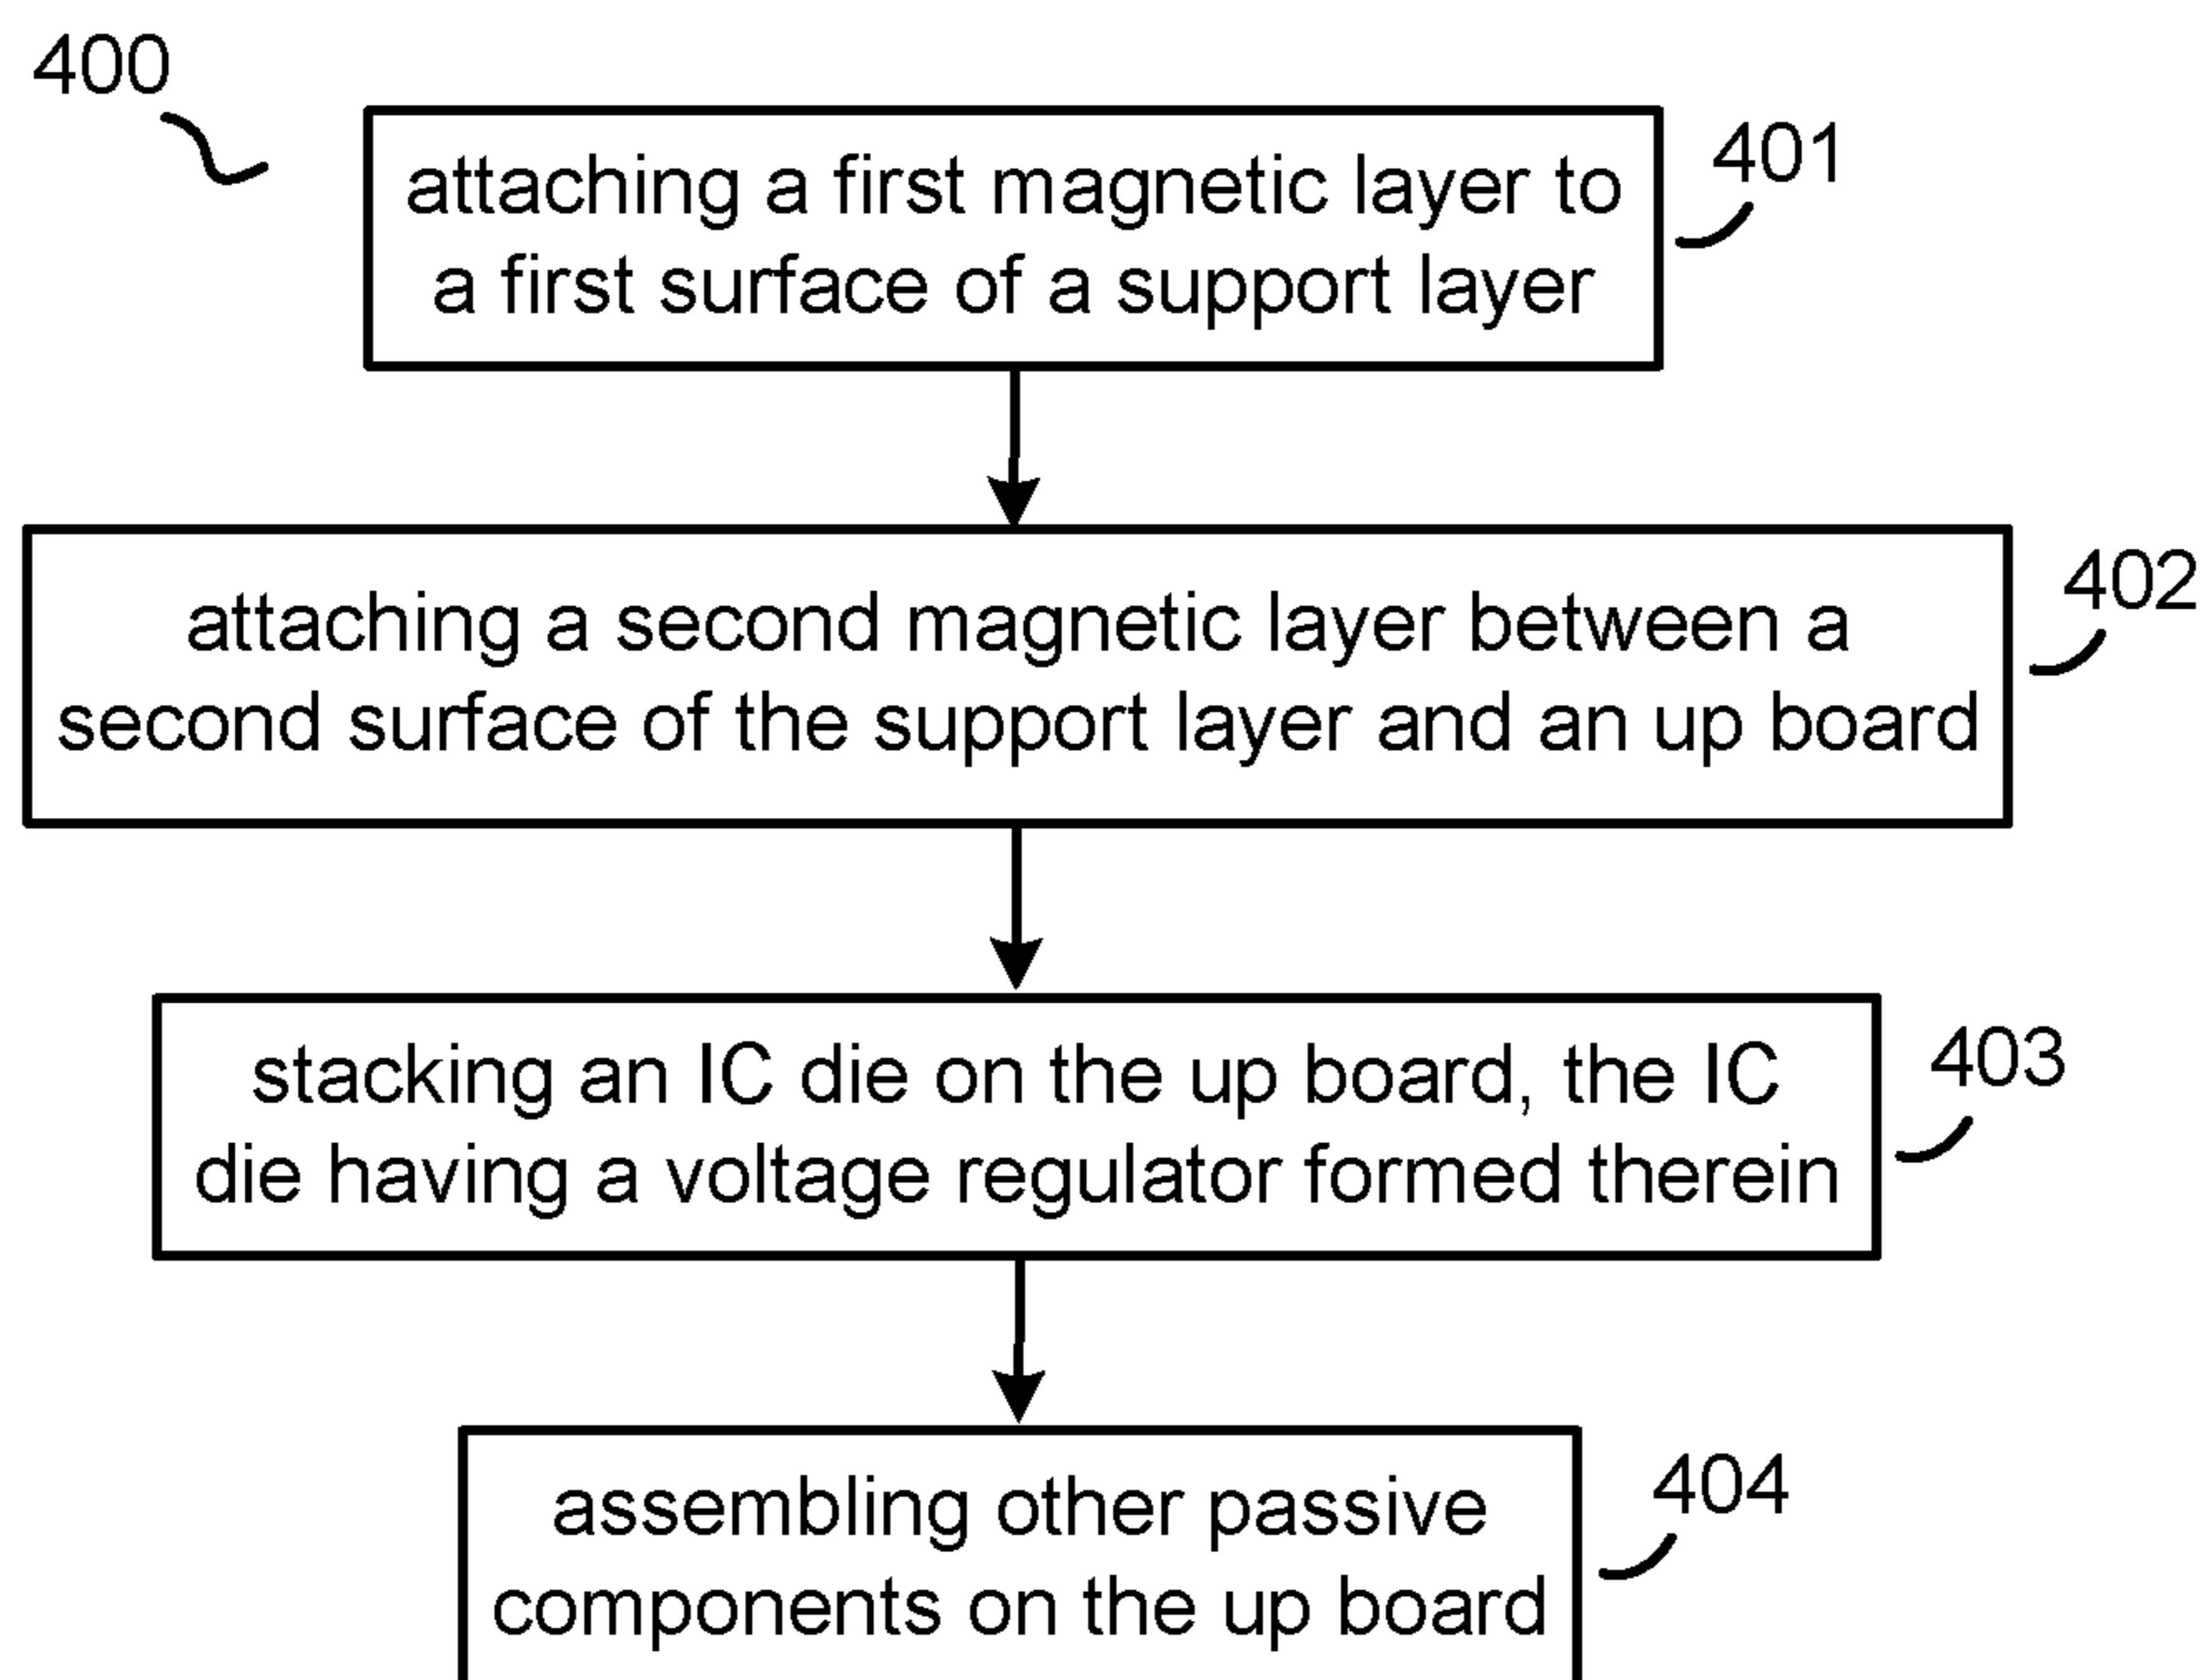 400
attaching a first magnetic layer to
a first surface of a support layer
401
attaching a second magnetic layer between a
second surface of the support layer and an up board
402
stacking an IC die on the up board, the IC
die having a voltage regulator formed therein
403
assembling other passive
components on the up board
404